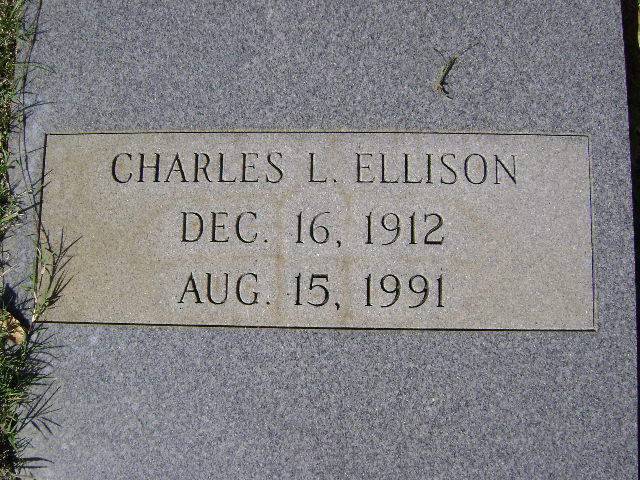 CHARLES L. ELLISON
DEC. 16, 1912
AUG. 15, 1991